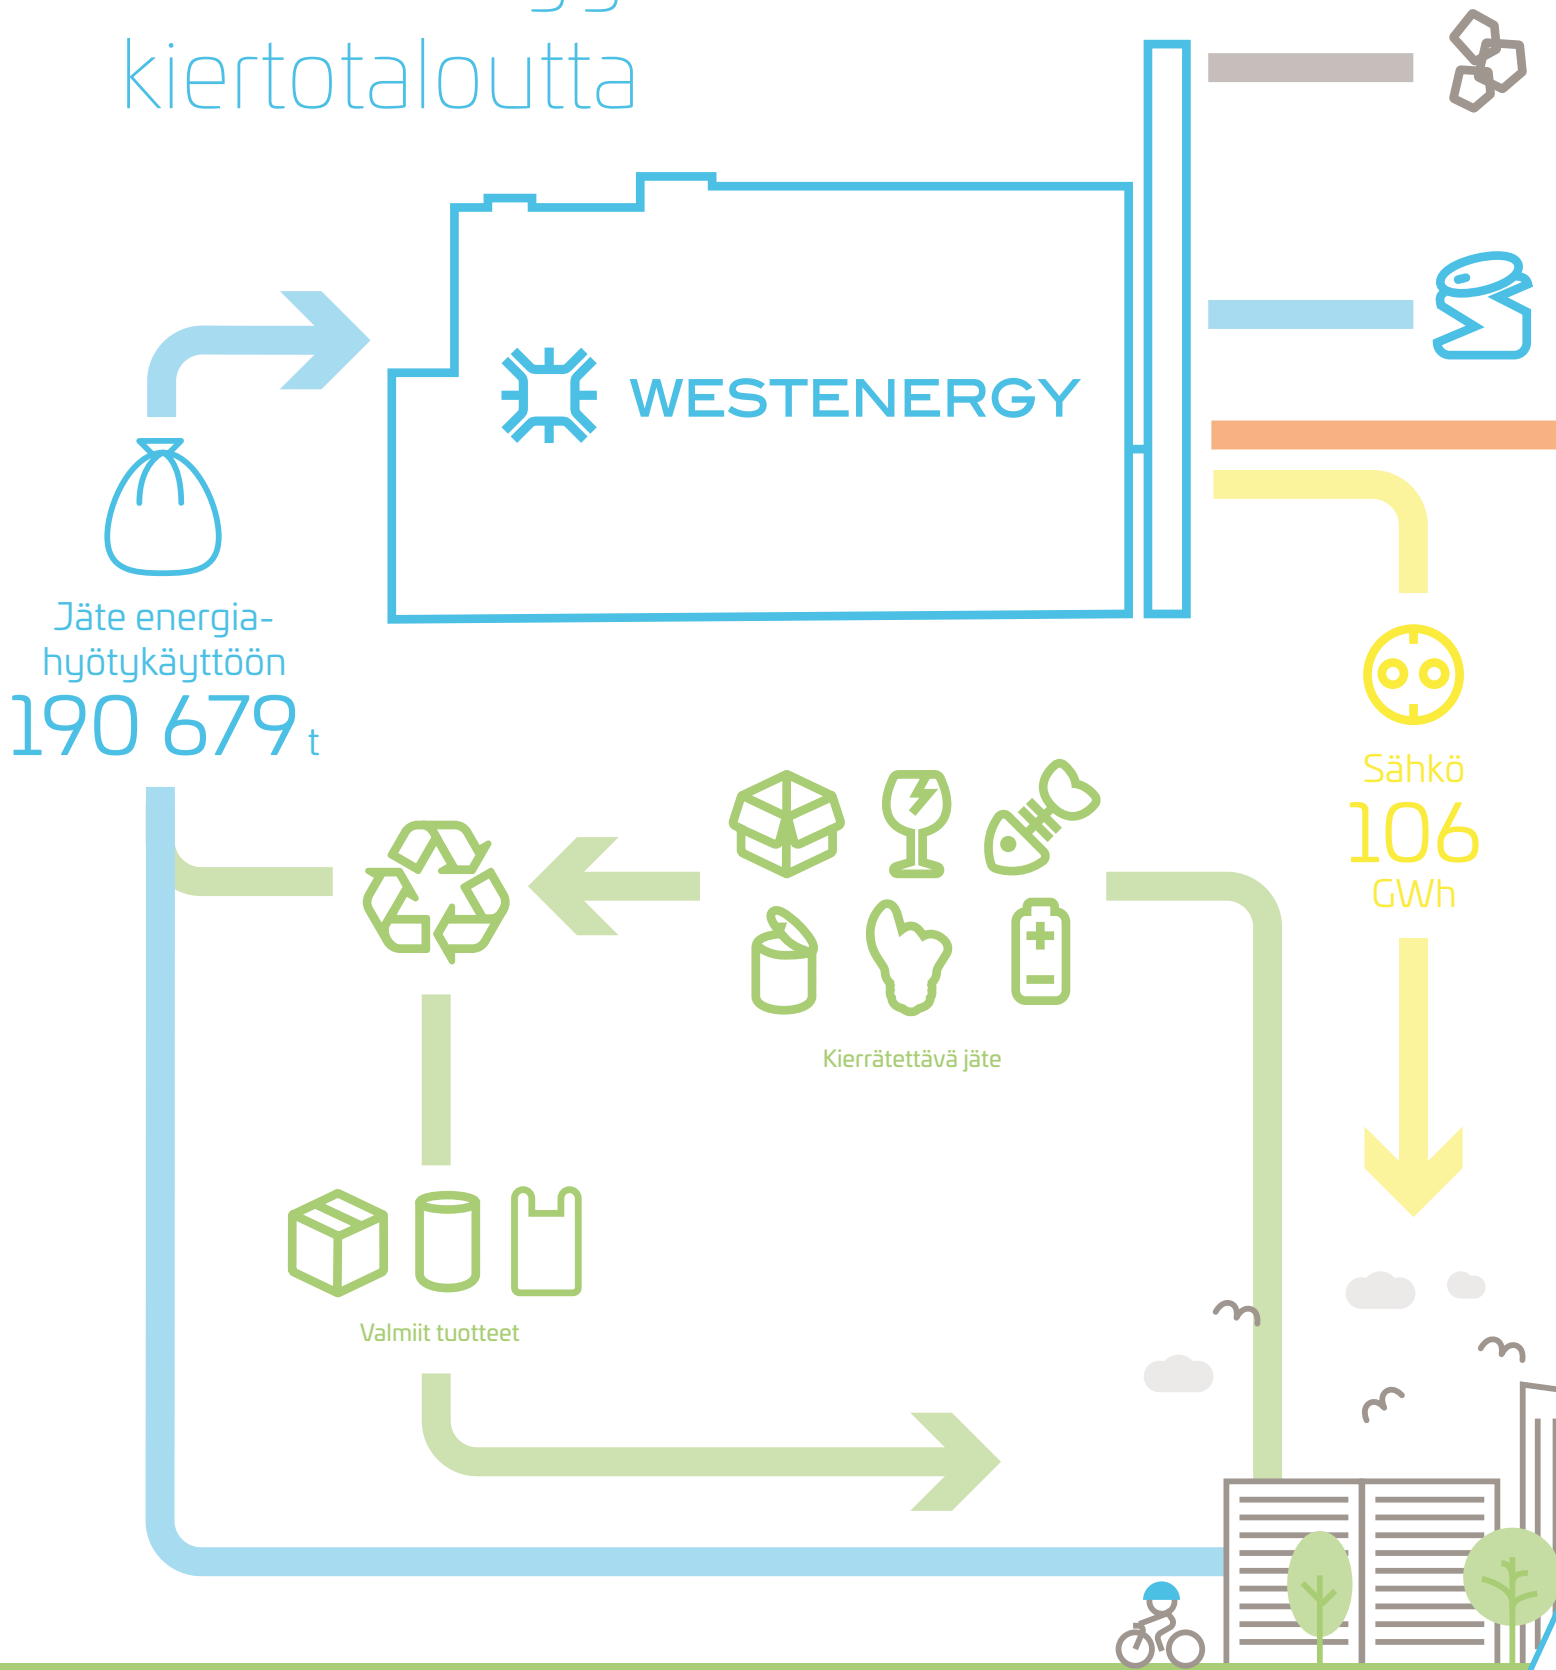 kiertotaloutta
WESTENERGY
Jäte energia-
hyötykäyttöön
190 679 t
Sähkö
106
GWh
Kierrätettävä jäte
Valmiit tuotteet